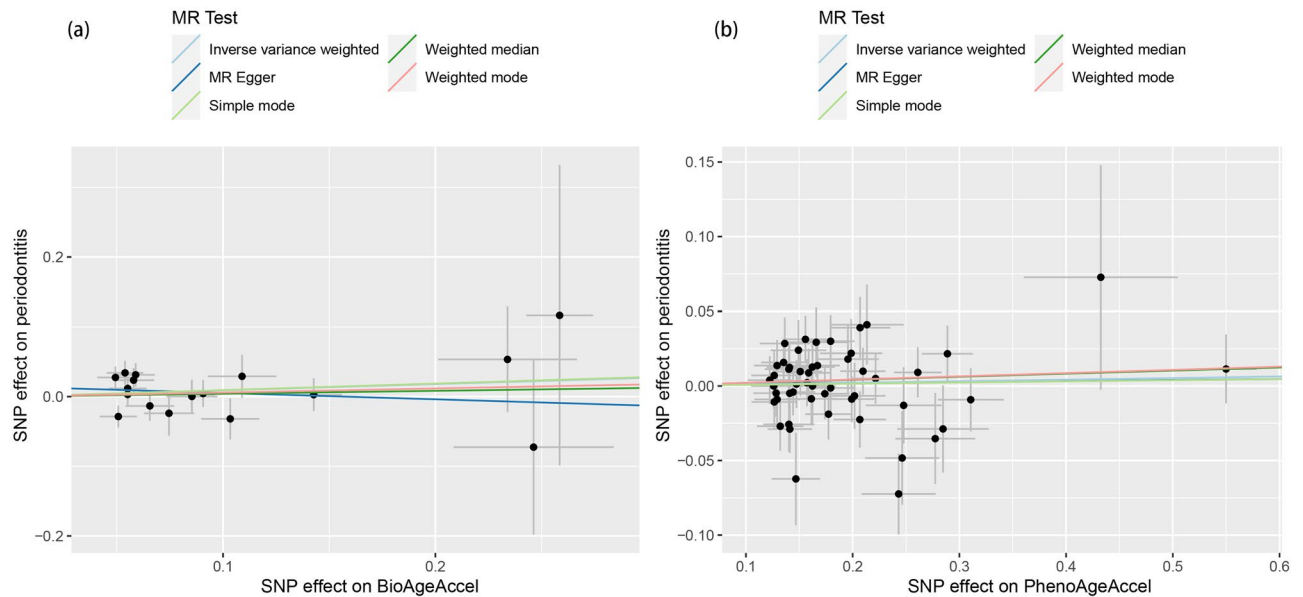 (a)
MR Test
Inverse variance weighted
Weighted median
MR Egger
Weighted mode
Simple mode
SNP effect on periodontitis
0.2
0.0
−0.2
0.1
0.2
SNP effect on BioAgeAccel
(b)
MR Test
Inverse variance weighted
Weighted median
MR Egger
Weighted mode
Simple mode
SNP effect on periodontitis
0.15
0.10
0.05
0.00
−0.05
−0.10
0.1
0.2
0.3
0.4
0.5
0.6
SNP effect on PhenoAgeAccel